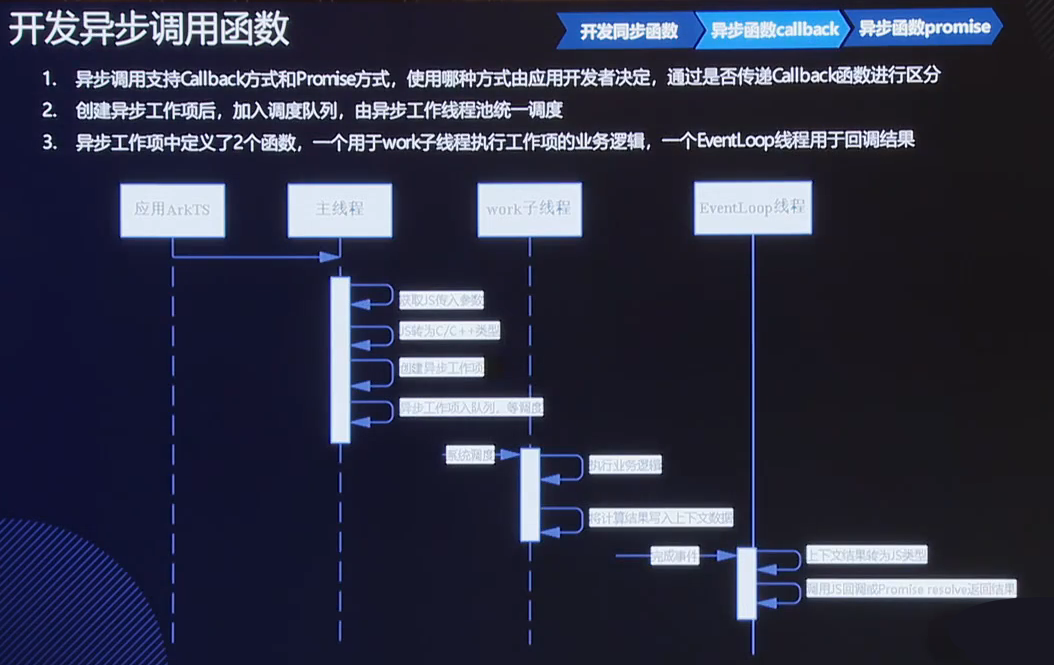 开发异步调用函数
开发同步函数
异步函数callback
异步函数promise
1. 异步调用支持Callback方式和Promise方式，使用哪种方式由应用开发者决定，通过是否传递Callback函数进行区分
2. 创建异步工作项后，加入调度队列，由异步工作线程池统一调度
3. 异步工作项中定义了2个函数，一个用于work子线程执行工作项的业务逻辑，一个EventLoop线程用于回调结果
应用ArkTS
主线程
work子线程
EventLoop线程
获取JS传入参数
JS转为C/C++类型
创建异步工作项
异步工作项入队列，等调度
系统调度
执行业务逻辑
将计算结果写入上下文数据
完成事件
上下文结果转为JS类型
调用JS回调或Promise resolve返回结果